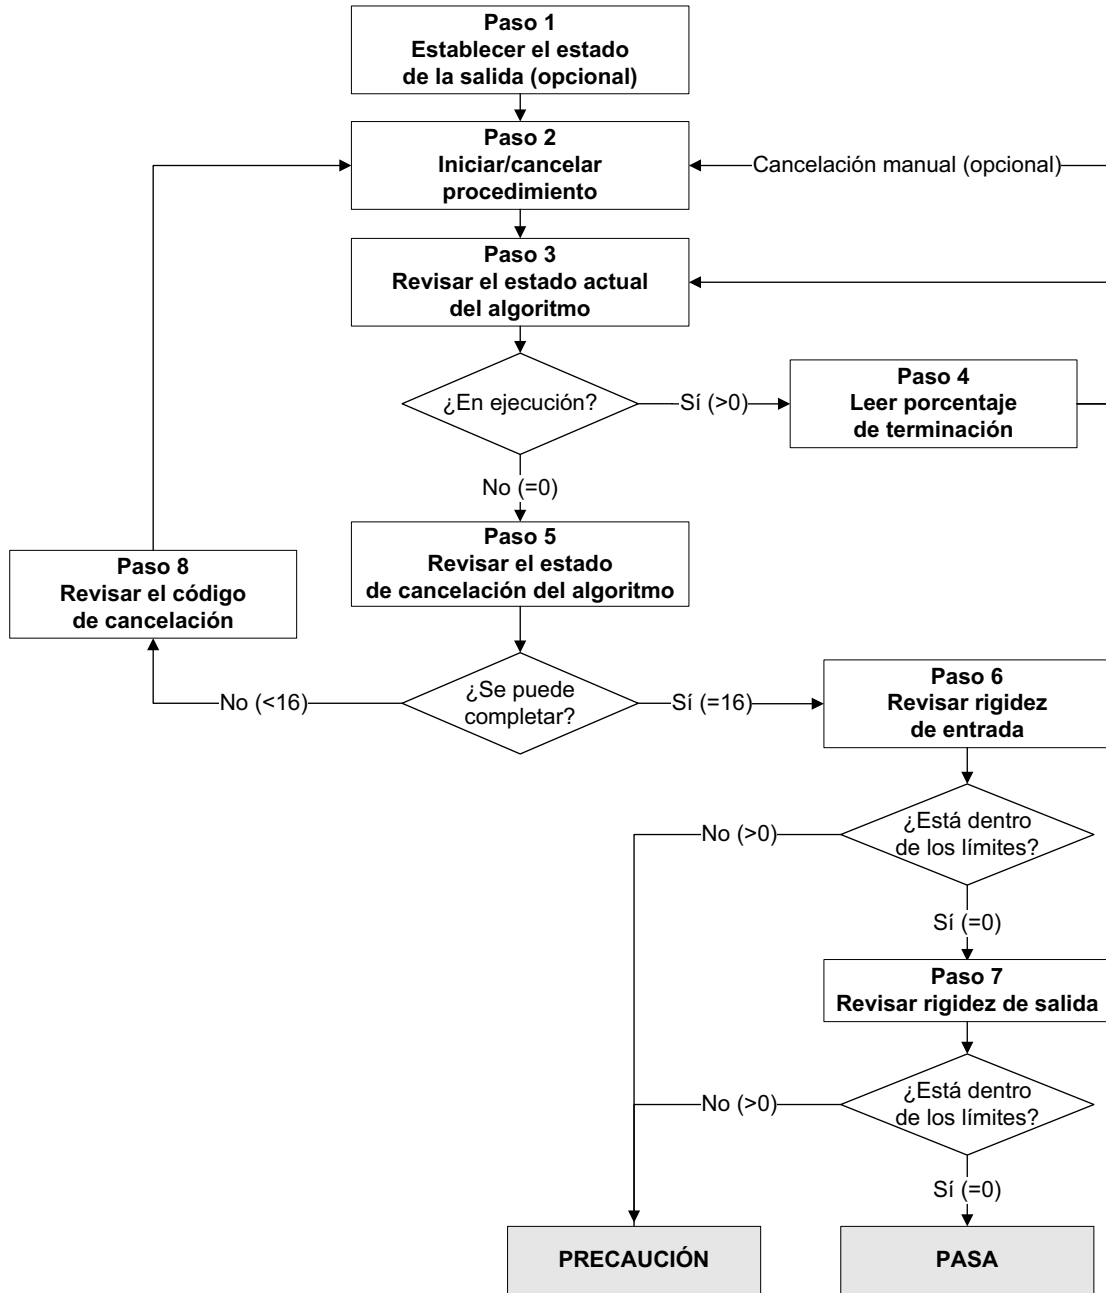 Paso 1
Establecer el estado
de la salida (opcional)
Paso 2
Iniciar/cancelar
procedimiento
Cancelación manual (opcional)
Paso 3
Revisar el estado actual
del algoritmo
¿En ejecución?
Sí (>0)
Paso 4
Leer porcentaje
de terminación
No (=0)
Paso 5
Revisar el estado
de cancelación del algoritmo
Paso 8
Revisar el código
de cancelación
No (<16)
¿Se puede
completar?
Sí (=16)
Paso 6
Revisar rigidez
de entrada
¿Está dentro
de los límites?
No (>0)
Sí (=0)
Paso 7
Revisar rigidez de salida
¿Está dentro
de los límites?
No (>0)
Sí (=0)
PRECAUCIÓN
PASA